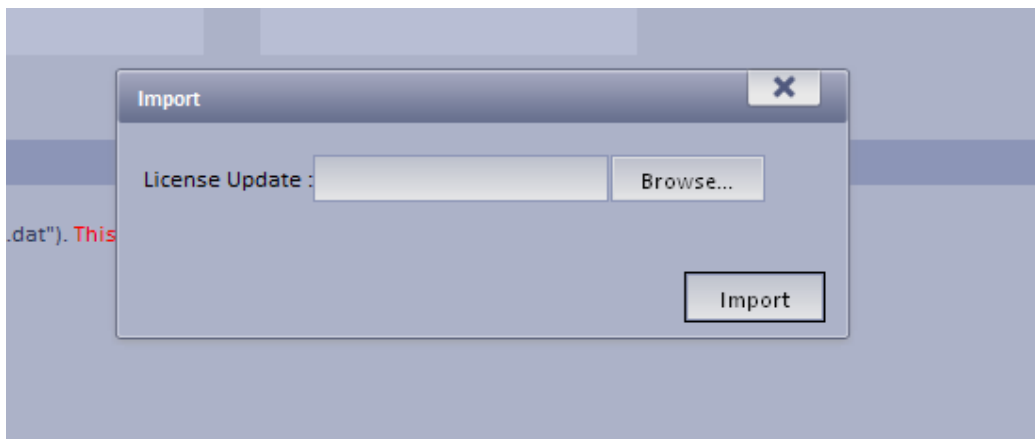 Import
License Update :
Browse...
.dat"). This
Import